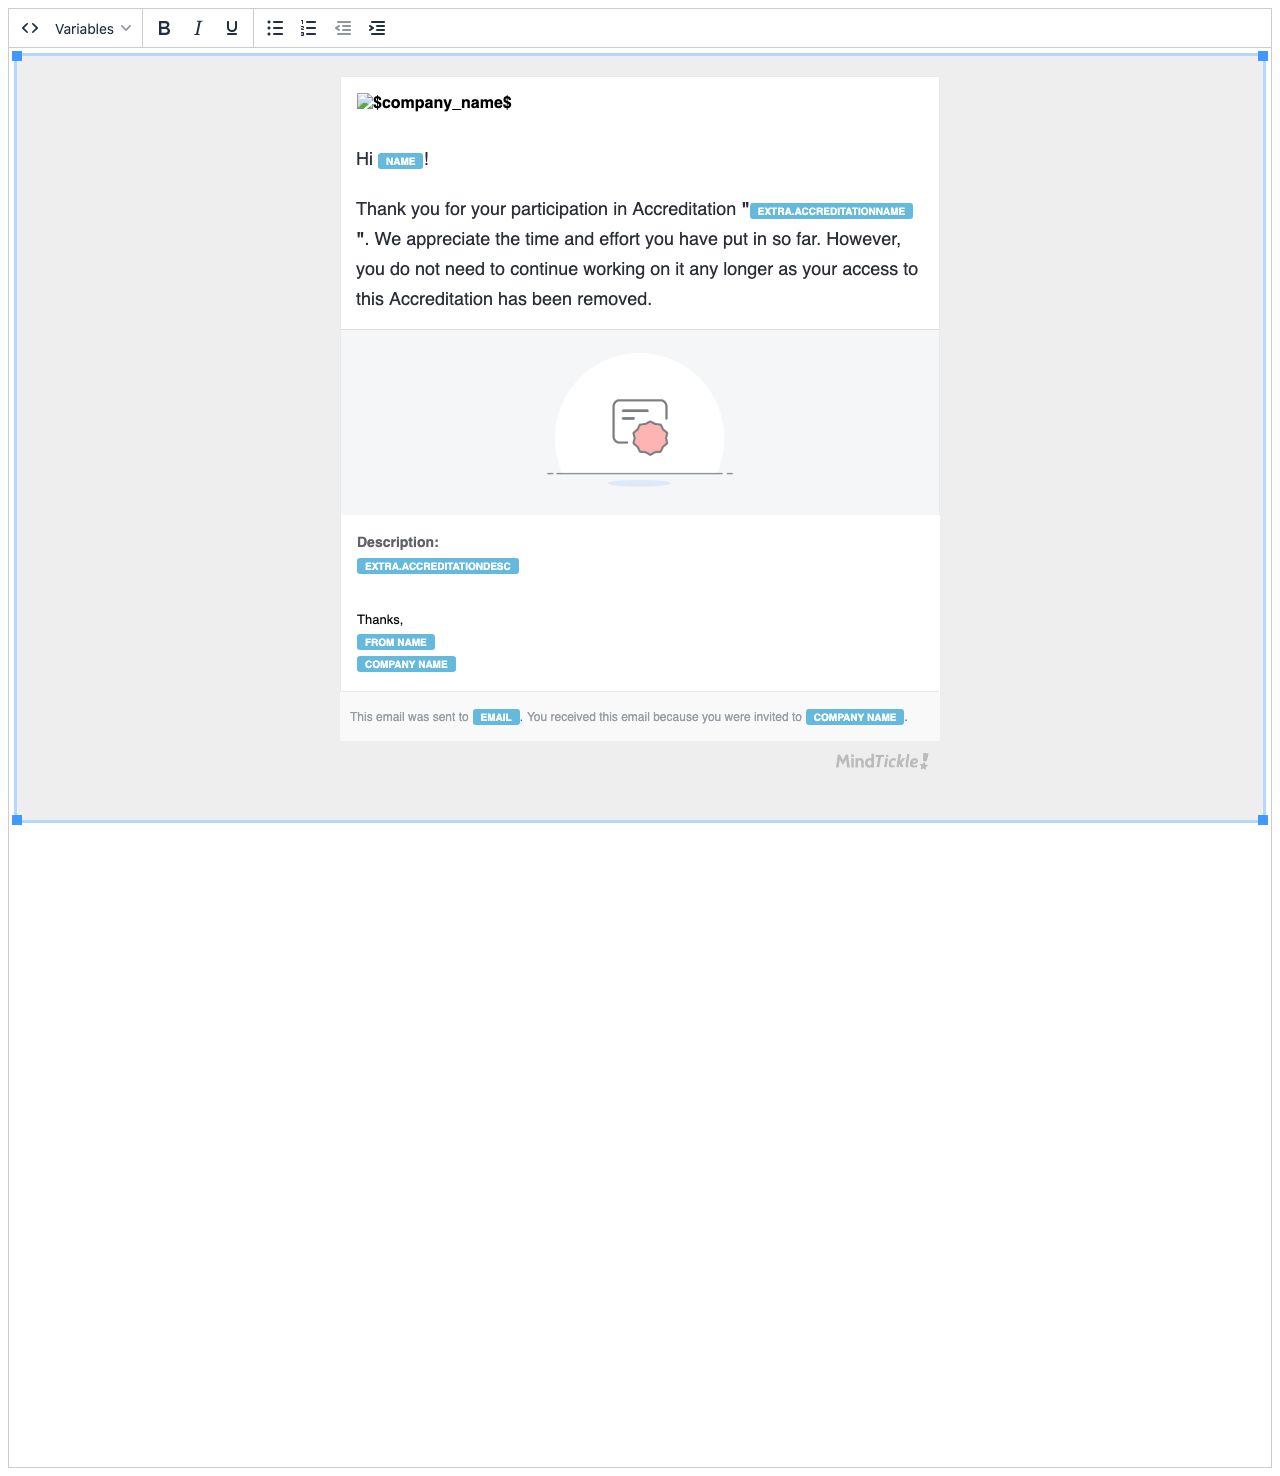 Variables
$company_name$
Hi NAME!
Thank you for your participation in Accreditation "EXTRA.ACCREDITATIONNAME
". We appreciate the time and effort you have put in so far. However,
you do not need to continue working on it any longer as your access to
this Accreditation has been removed.
Description:
EXTRA.ACCREDITATIONDESC
Thanks,
FROM NAME
COMPANY NAME
This email was sent to EMAIL. You received this email because you were invited to COMPANY NAME.
MindTickle!